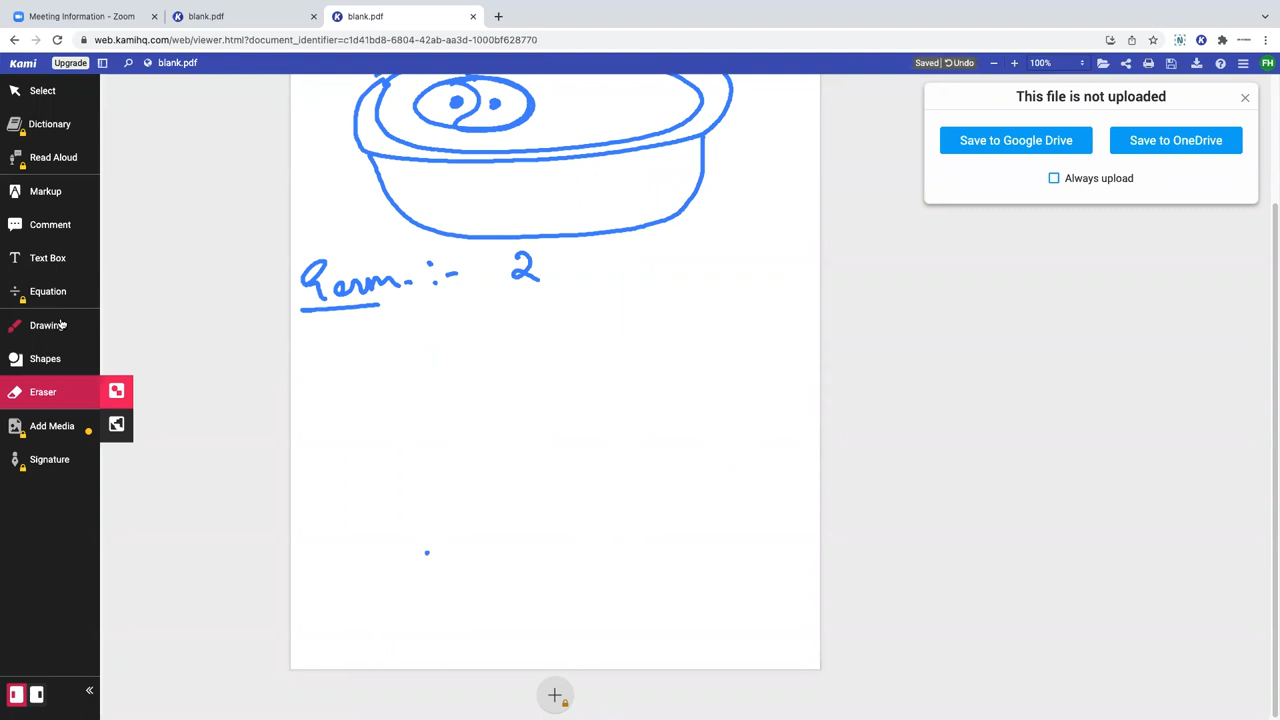 Meeting Information - Zoom
blank.pdf
blank.pdf
web.kamihq.com/web/viewer.html?document_identifier=c1d41bd8-6804-42ab-aa3d-1000bf628770
Kami
Upgrade
blank.pdf
Saved
Undo
100%
FH
Select
Dictionary
Read Aloud
Markup
Comment
Text Box
Equation
Drawing
Shapes
Eraser
Add Media
Signature
This file is not uploaded
Save to Google Drive
Save to OneDrive
Always upload
:- 2